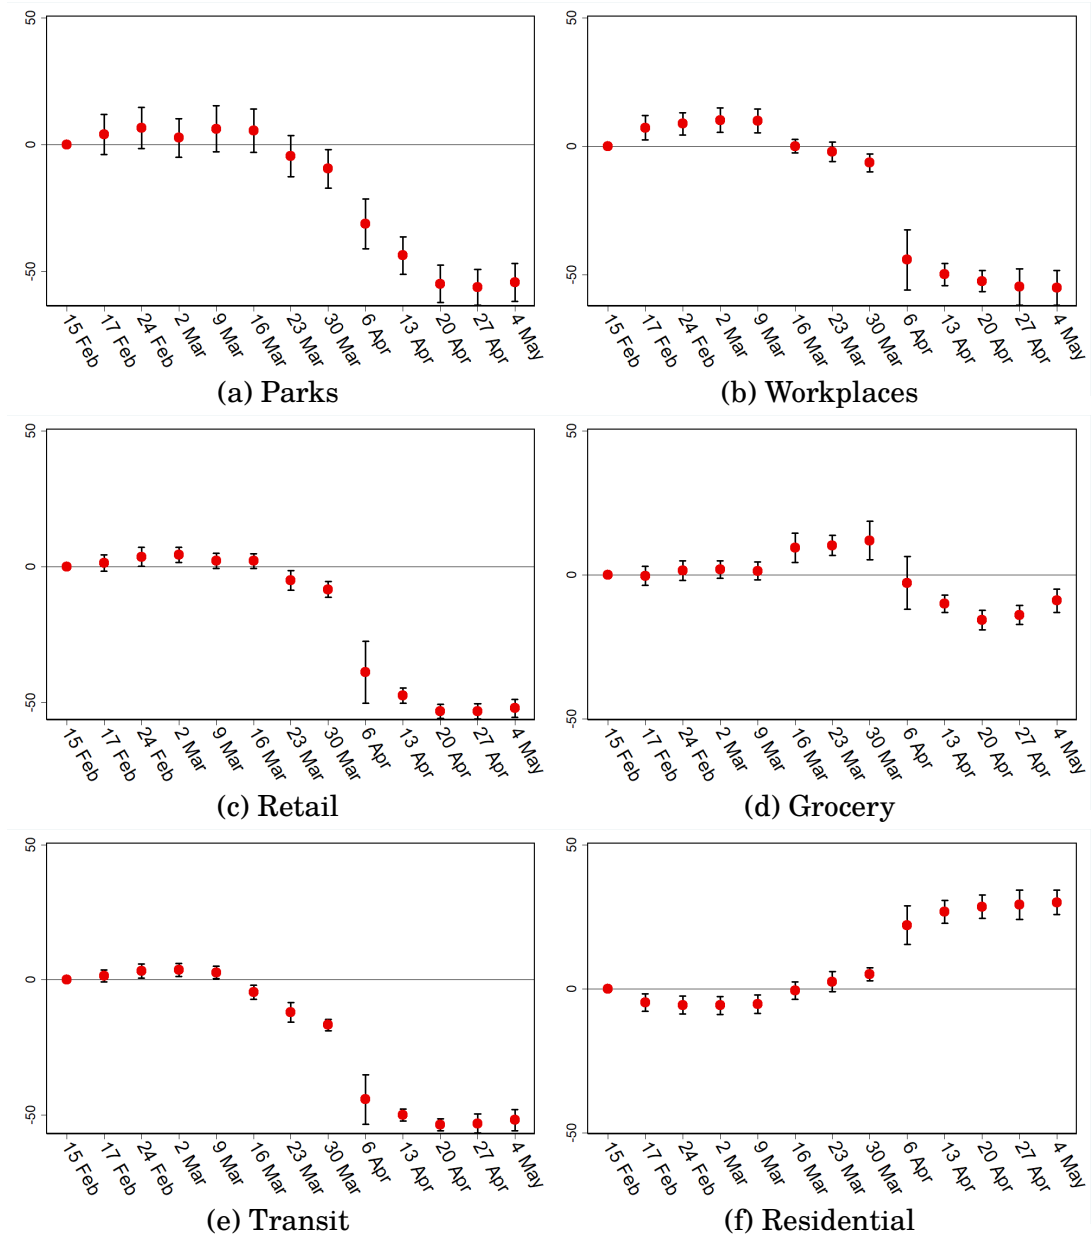 50
0
-50
15 Feb
17 Feb
24 Feb
2 Mar
9 Mar
16 Mar
23 Mar
30 Mar
6 Apr
13 Apr
20 Apr
27 Apr
4 May
(a) Parks
50
0
-50
15 Feb
17 Feb
24 Feb
2 Mar
9 Mar
16 Mar
23 Mar
30 Mar
6 Apr
13 Apr
20 Apr
27 Apr
4 May
(b) Workplaces
50
0
-50
15 Feb
17 Feb
24 Feb
2 Mar
9 Mar
16 Mar
23 Mar
30 Mar
6 Apr
13 Apr
20 Apr
27 Apr
4 May
(c) Retail
50
0
-50
15 Feb
17 Feb
24 Feb
2 Mar
9 Mar
16 Mar
23 Mar
30 Mar
6 Apr
13 Apr
20 Apr
27 Apr
4 May
(d) Grocery
50
0
-50
15 Feb
17 Feb
24 Feb
2 Mar
9 Mar
16 Mar
23 Mar
30 Mar
6 Apr
13 Apr
20 Apr
27 Apr
4 May
(e) Transit
50
0
-50
15 Feb
17 Feb
24 Feb
2 Mar
9 Mar
16 Mar
23 Mar
30 Mar
6 Apr
13 Apr
20 Apr
27 Apr
4 May
(f) Residential